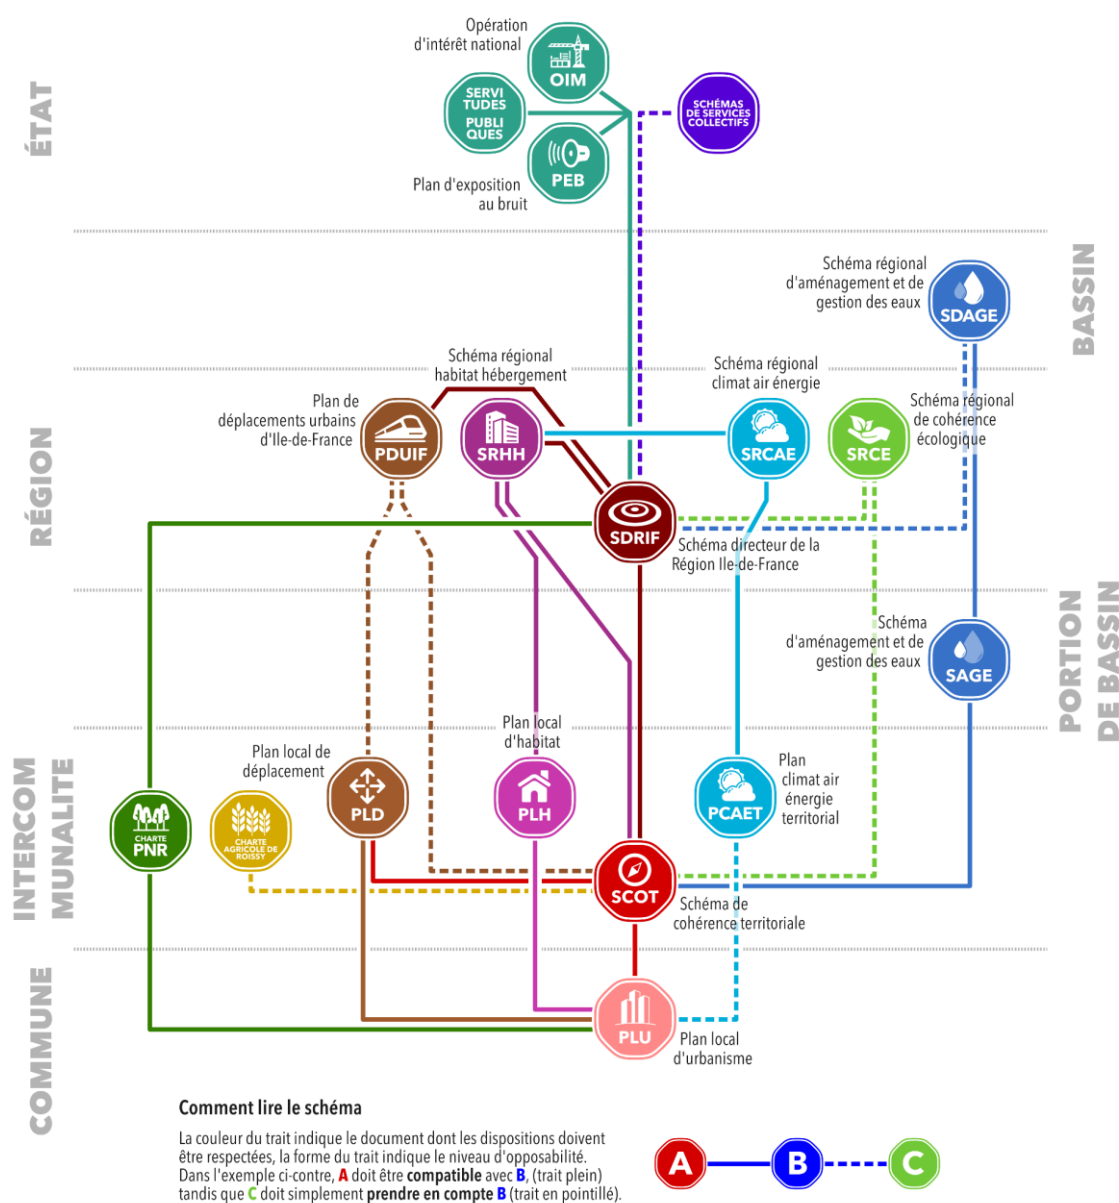 Opération
d'intérêt national
OIM
SERVI
TUDES
PUBLI
QUES
SCHÉMAS
DE SERVICES
COLLECTIFS
Plan d'exposition
au bruit
PEB
ÉTAT
BASSIN
Schéma régional
d'aménagement et de
gestion des eaux
SDAGE
RÉGION
Schéma régional
habitat hébergement
Schéma régional
climat air énergie
Plan de
déplacements urbains
d'Ile-de-France
PDUIF
SRHH
SRCAE
SRCE
Schéma régional
de cohérence
écologique
SDRIF
Schéma directeur de la
Région Ile-de-France
PORTION
DE BASSIN
Schéma
d'aménagement et de
gestion des eaux
SAGE
INTERCOM
MUNALITE
Plan local de
déplacement
Plan local
d'habitat
Plan
climat air
énergie
territorial
CHARTE
PNR
CHARTE
AGRICOLE DE
ROISSY
PLD
PLH
PCAET
SCOT
Schéma de
cohérence territoriale
COMMUNE
PLU
Plan local
d'urbanisme
Comment lire le schéma
La couleur du trait indique le document dont les dispositions doivent
être respectées, la forme du trait indique le niveau d'opposabilité.
Dans l'exemple ci-contre, A doit être compatible avec B, (trait plein)
tandis que C doit simplement prendre en compte B (trait en pointillé).
A
B
C